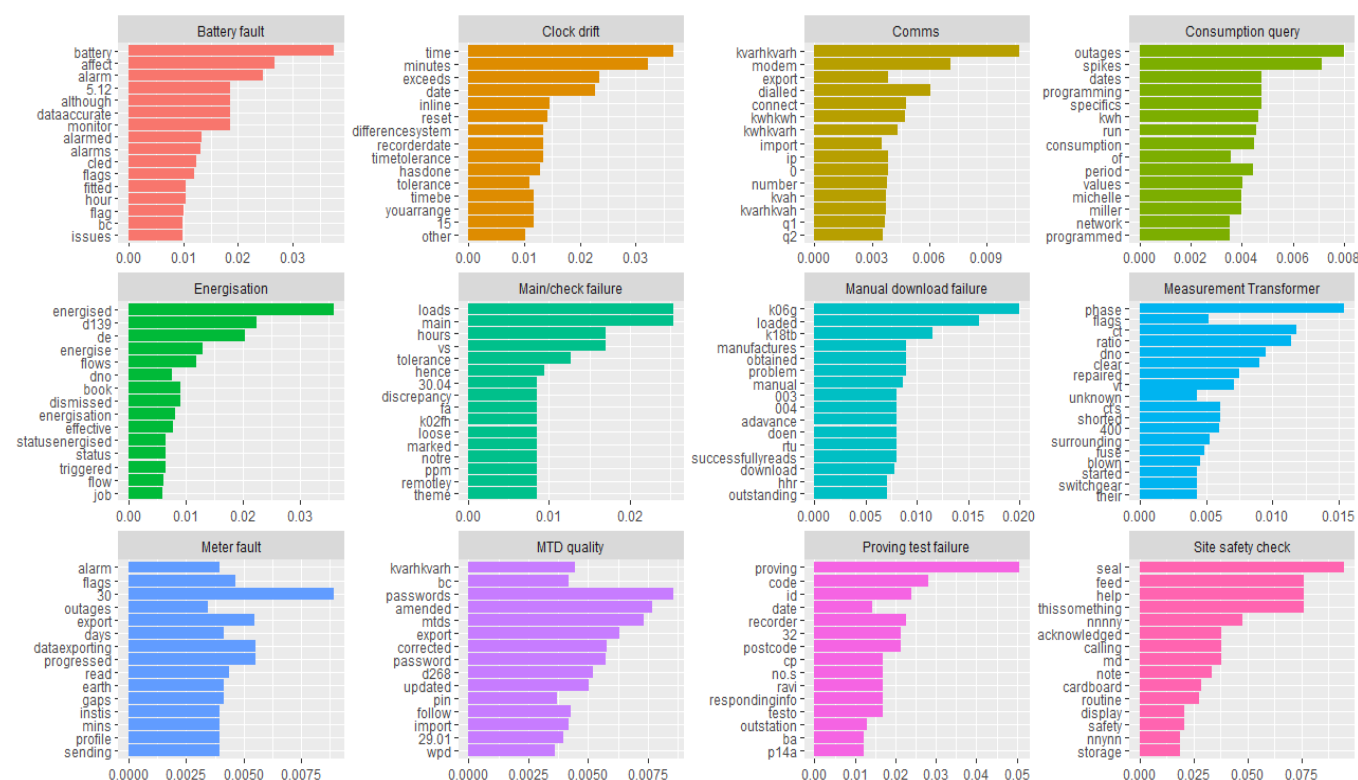 Battery fault
battery
affect
alarm
5.12
although
dataaccurate
monitor
alarmed
alarms
cled
flags
fitted
hour
flag
bc
issues
0.00 0.01 0.02 0.03
Clock drift
time
minutes
exceeds
date
inline
reset
differencesystem
recorderdate
timetolerance
hasdone
tolerance
timebe
youarrange
15
other
0.00 0.01 0.02 0.03
Comms
kvarhkvarh
modem
export
dialled
connect
kwhkwh
kwhkvarh
import
ip
0
number
kvah
kvarhkvah
q1
q2
0.000 0.003 0.006 0.009
Consumption query
outages
spikes
dates
programming
specifics
kwh
run
consumption
of
period
values
michelle
miller
network
programmed
0.000 0.002 0.004 0.006 0.008
Energisation
energised
d139
de
energise
flows
dno
book
dismissed
energisation
effective
statusenergised
status
triggered
flow
job
0.00 0.01 0.02 0.03
Main/check failure
loads
main
hours
vs
tolerance
hence
30.04
discrepancy
fa
k02fh
loose
marked
notre
ppm
remotley
theme
0.00 0.01 0.02
Manual download failure
k06g
loaded
k18tb
manufactures
obtained
problem
manual
003
004
adavance
doen
rtu
successfullyreads
download
hhr
outstanding
0.000 0.005 0.010 0.015 0.020
Measurement Transformer
phase
flags
ct
ratio
dno
clear
repaired
vt
unknown
ct's
shorted
400
surrounding
fuse
blown
started
switchgear
their
0.000 0.005 0.010 0.015
Meter fault
alarm
flags
30
outages
export
days
dataexporting
progressed
read
earth
gaps
instis
mins
profile
sending
0.0000 0.0025 0.0050 0.0075
MTD quality
kvarhkvarh
bc
passwords
amended
mtds
export
corrected
password
d268
updated
pin
follow
import
29.01
wpd
0.0000 0.0025 0.0050 0.0075
Proving test failure
proving
code
id
date
recorder
32
postcode
cp
no.s
ravi
respondinginfo
testo
outstation
ba
p14a
0.00 0.01 0.02 0.03 0.04 0.05
Site safety check
seal
feed
help
thissomething
nnnny
acknowledged
calling
md
note
cardboard
routine
display
safety
nnynn
storage
0.000 0.025 0.050 0.075